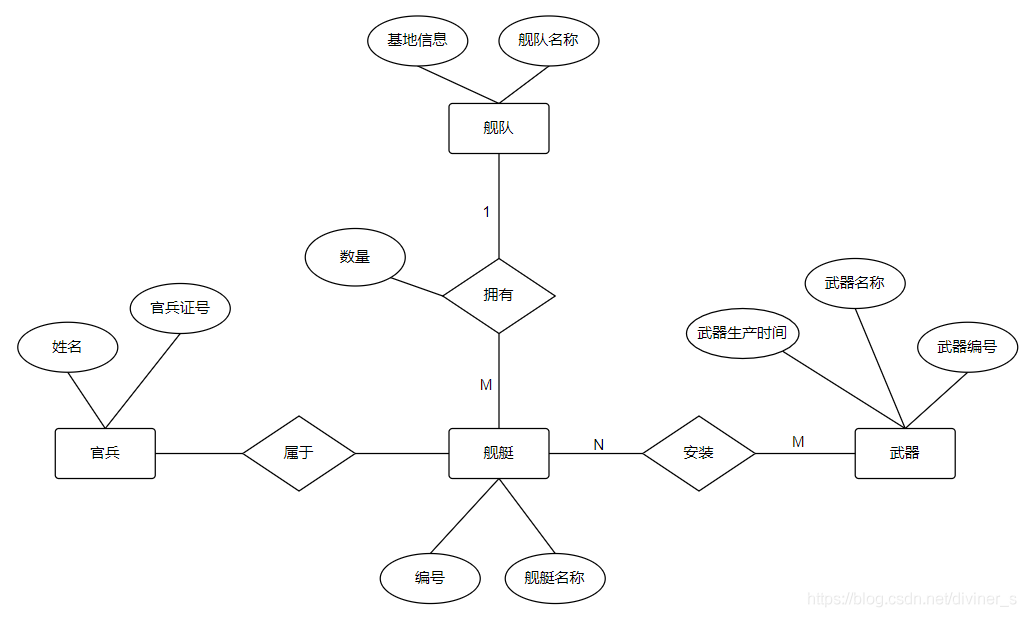 基地信息
舰队名称
舰队
1
数量
拥有
武器名称
官兵证号
武器生产时间
武器编号
姓名
M
官兵
属于
舰艇
N
安装
M
武器
编号
舰艇名称
https://blog.csdn.net/diviner_s